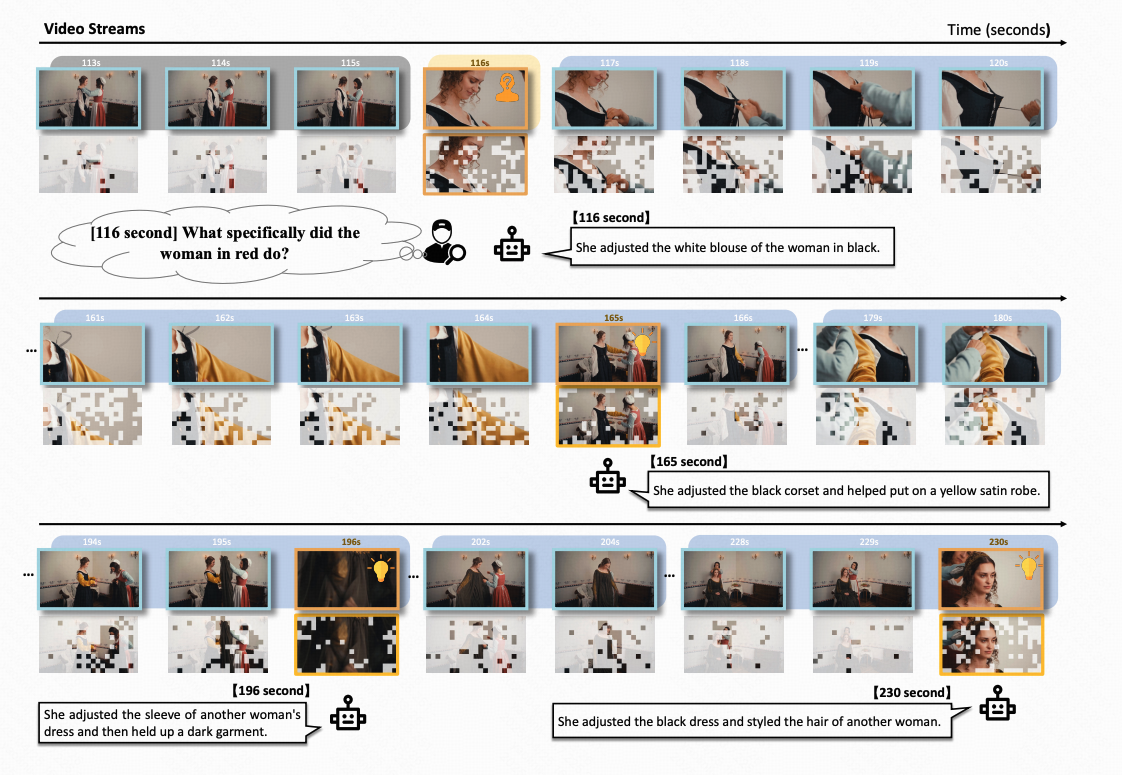 Video Streams
Time (seconds)
113s
114s
115s
116s
117s
118s
119s
120s
[116 second] What specifically did the
woman in red do?
【116 second】
She adjusted the white blouse of the woman in black.
161s
162s
163s
164s
165s
166s
179s
180s
...
...
【165 second】
She adjusted the black corset and helped put on a yellow satin robe.
194s
195s
196s
202s
204s
228s
229s
230s
...
...
...
【196 second】
She adjusted the sleeve of another woman's
dress and then held up a dark garment.
【230 second】
She adjusted the black dress and styled the hair of another woman.